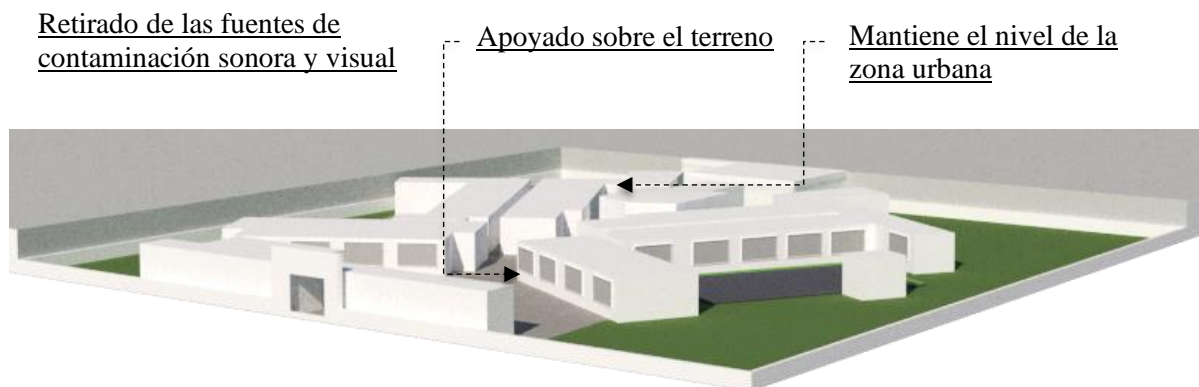 Retirado de las fuentes de
contaminación sonora y visual
Apoyado sobre el terreno
Mantiene el nivel de la
zona urbana